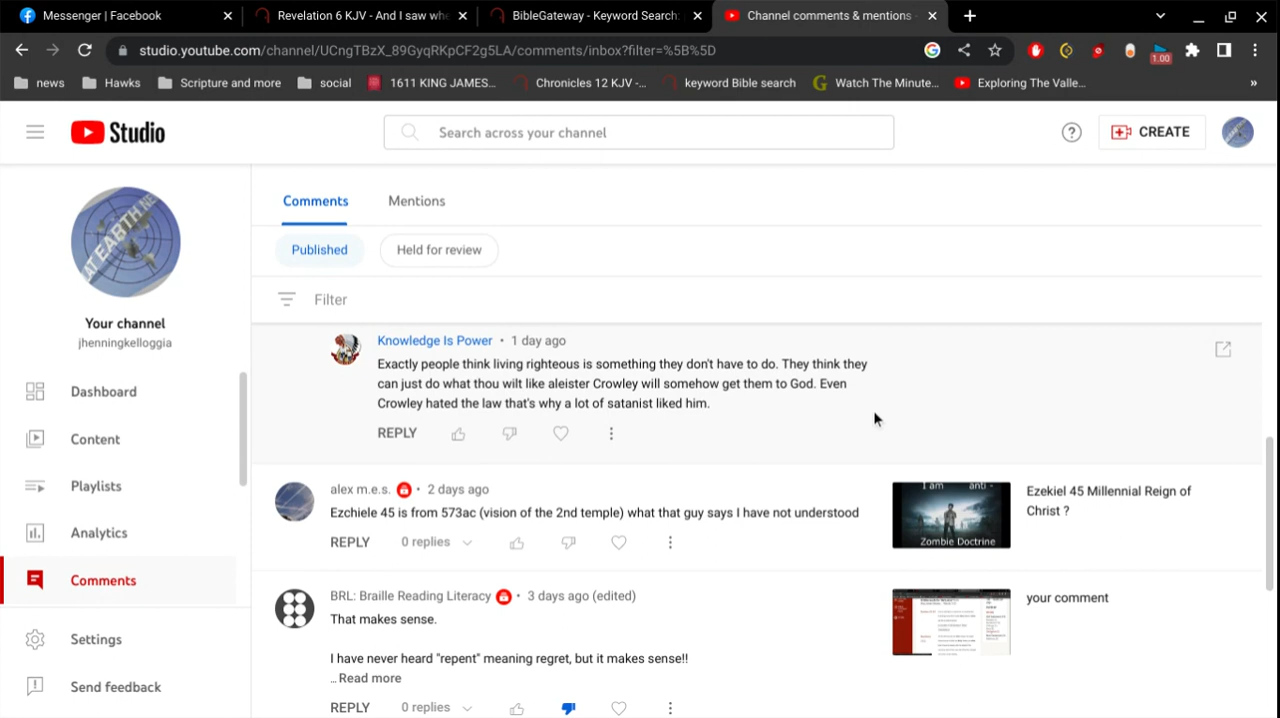 Messenger | Facebook
Revelation 6 KJV - And I saw whe
BibleGateway - Keyword Search:
Channel comments & mentions -
studio.youtube.com/channel/UCngTBzX_89GyqRKpCF2g5LA/comments/inbox?filter=%5B%5D
1.00
news
Hawks
Scripture and more
social
1611 KING JAMES...
Chronicles 12 KJV -...
keyword Bible search
Watch The Minute...
Exploring The Valle...
»
Studio
Search across your channel
CREATE
AT EARTH NE
Your channel
jhenningkelloggia
Dashboard
Content
Playlists
Analytics
Comments
Settings
Send feedback
Comments
Mentions
Published
Held for review
Filter
Knowledge Is Power • 1 day ago
Exactly people think living righteous is something they don't have to do. They think they
can just do what thou wilt like aleister Crowley will somehow get them to God. Even
Crowley hated the law that's why a lot of satanist liked him.
REPLY
alex m.e.s. • 2 days ago
Ezchiele 45 is from 573ac (vision of the 2nd temple) what that guy says I have not understood
REPLY
0 replies
I am anti -
Zombie Doctrine
Ezekiel 45 Millennial Reign of
Christ ?
BRL: Braille Reading Literacy • 3 days ago (edited)
That makes sense.
I have never heard "repent" meaning regret, but it makes sense!!
...Read more
REPLY
0 replies
your comment